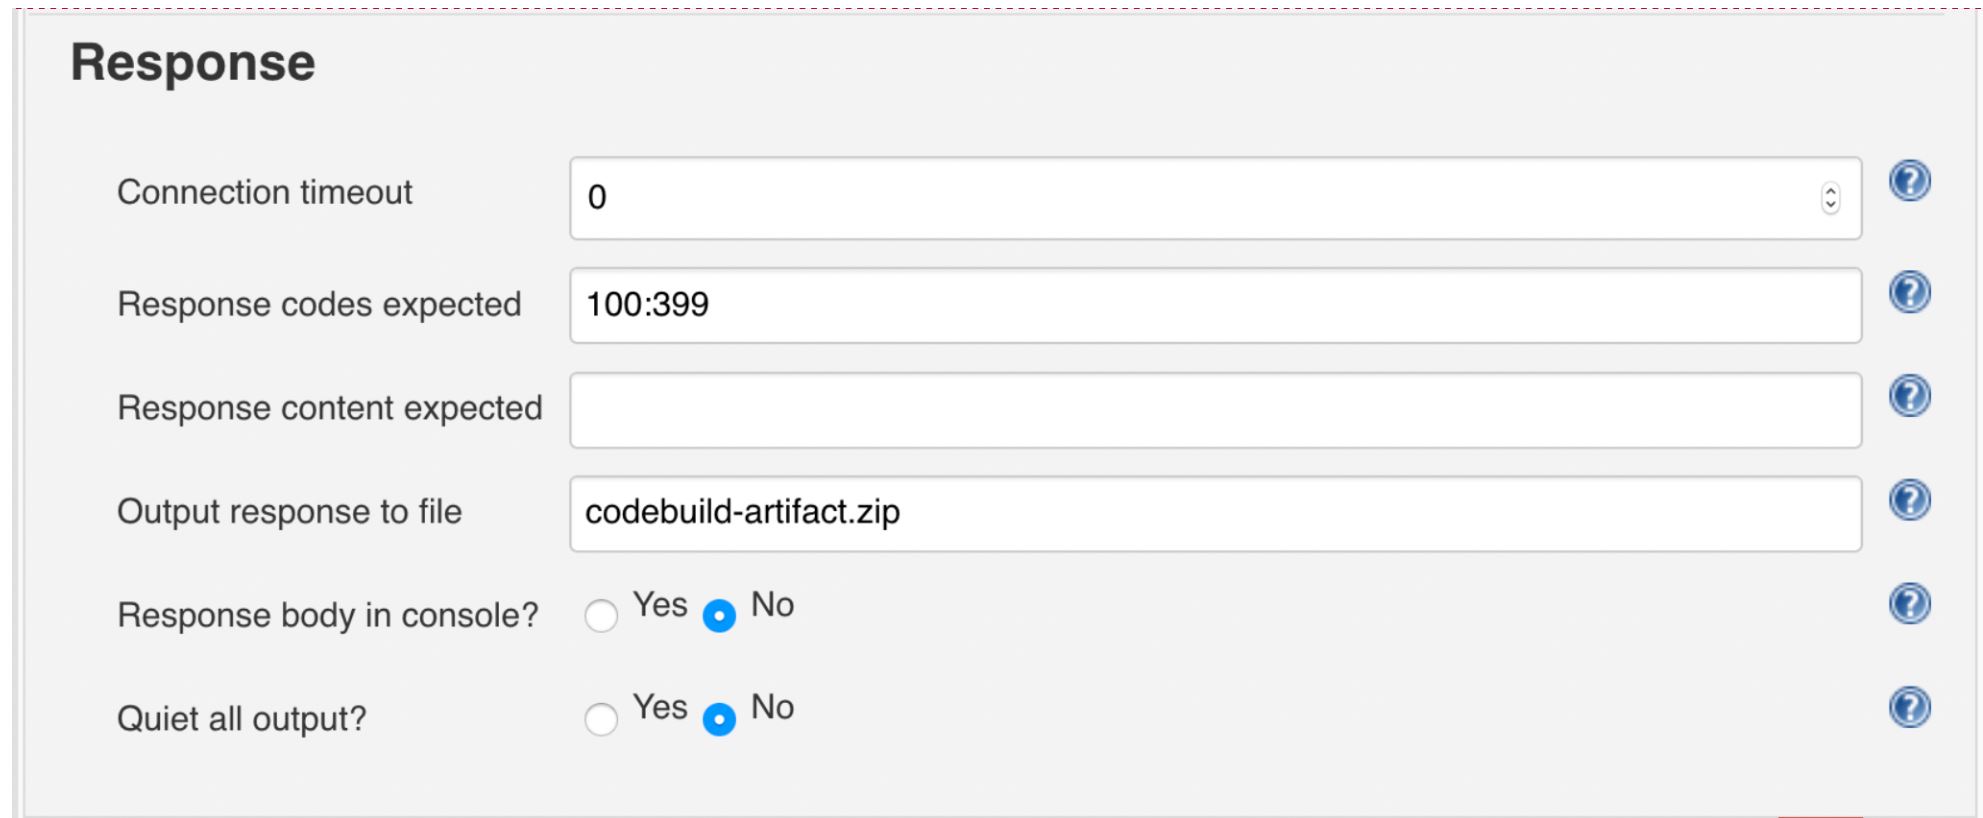 Response
Connection timeout 0
Response codes expected 100:399
Response content expected
Output response to file codebuild-artifact.zip
Response body in console? Yes No
Quiet all output? Yes No